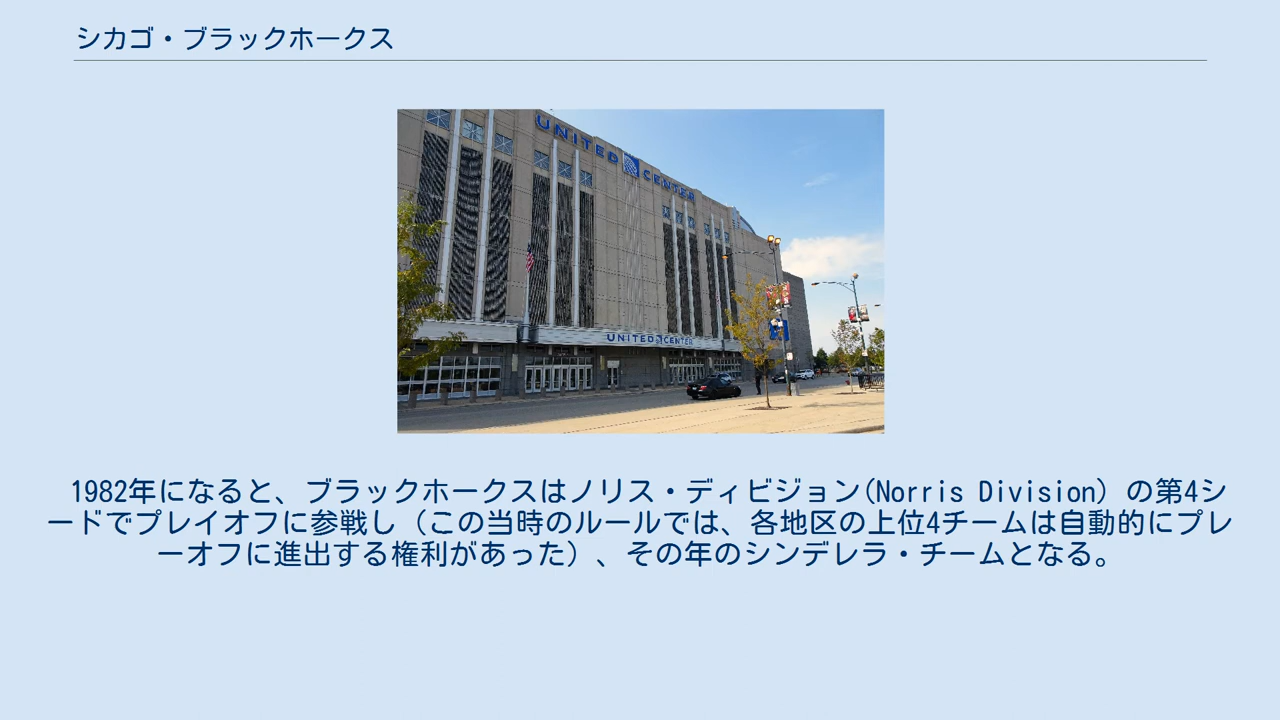 シカゴ・ブラックホークス
UNITED CENTER
UNITED CENTER
1982年になると、ブラックホークスはノリス・ディビジョン(Norris Division) の第4シ
ードでプレイオフに参戦し（この当時のルールでは、各地区の上位4チームは自動的にプレ
ーオフに進出する権利があった）、その年のシンデレラ・チームとなる。